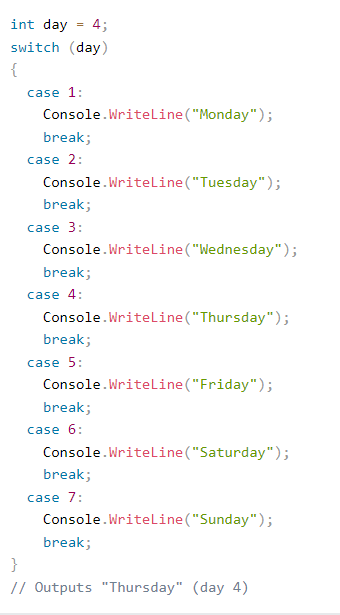 int day = 4;
switch (day)
{
  case 1:
    Console.WriteLine("Monday");
    break;
  case 2:
    Console.WriteLine("Tuesday");
    break;
  case 3:
    Console.WriteLine("Wednesday");
    break;
  case 4:
    Console.WriteLine("Thursday");
    break;
  case 5:
    Console.WriteLine("Friday");
    break;
  case 6:
    Console.WriteLine("Saturday");
    break;
  case 7:
    Console.WriteLine("Sunday");
    break;
}
// Outputs "Thursday" (day 4)